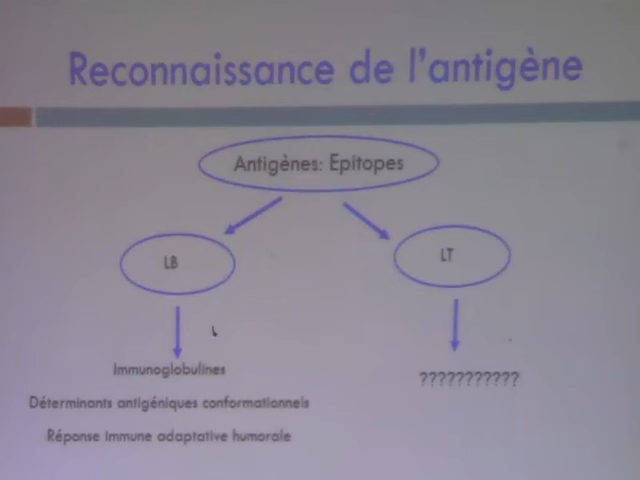 Reconnaissance de l'antigène
Antigènes: Epitopes
LB
LT
Immunoglobulines
???????????
Déterminants antigéniques conformationnels
Réponse immune adaptative humorale